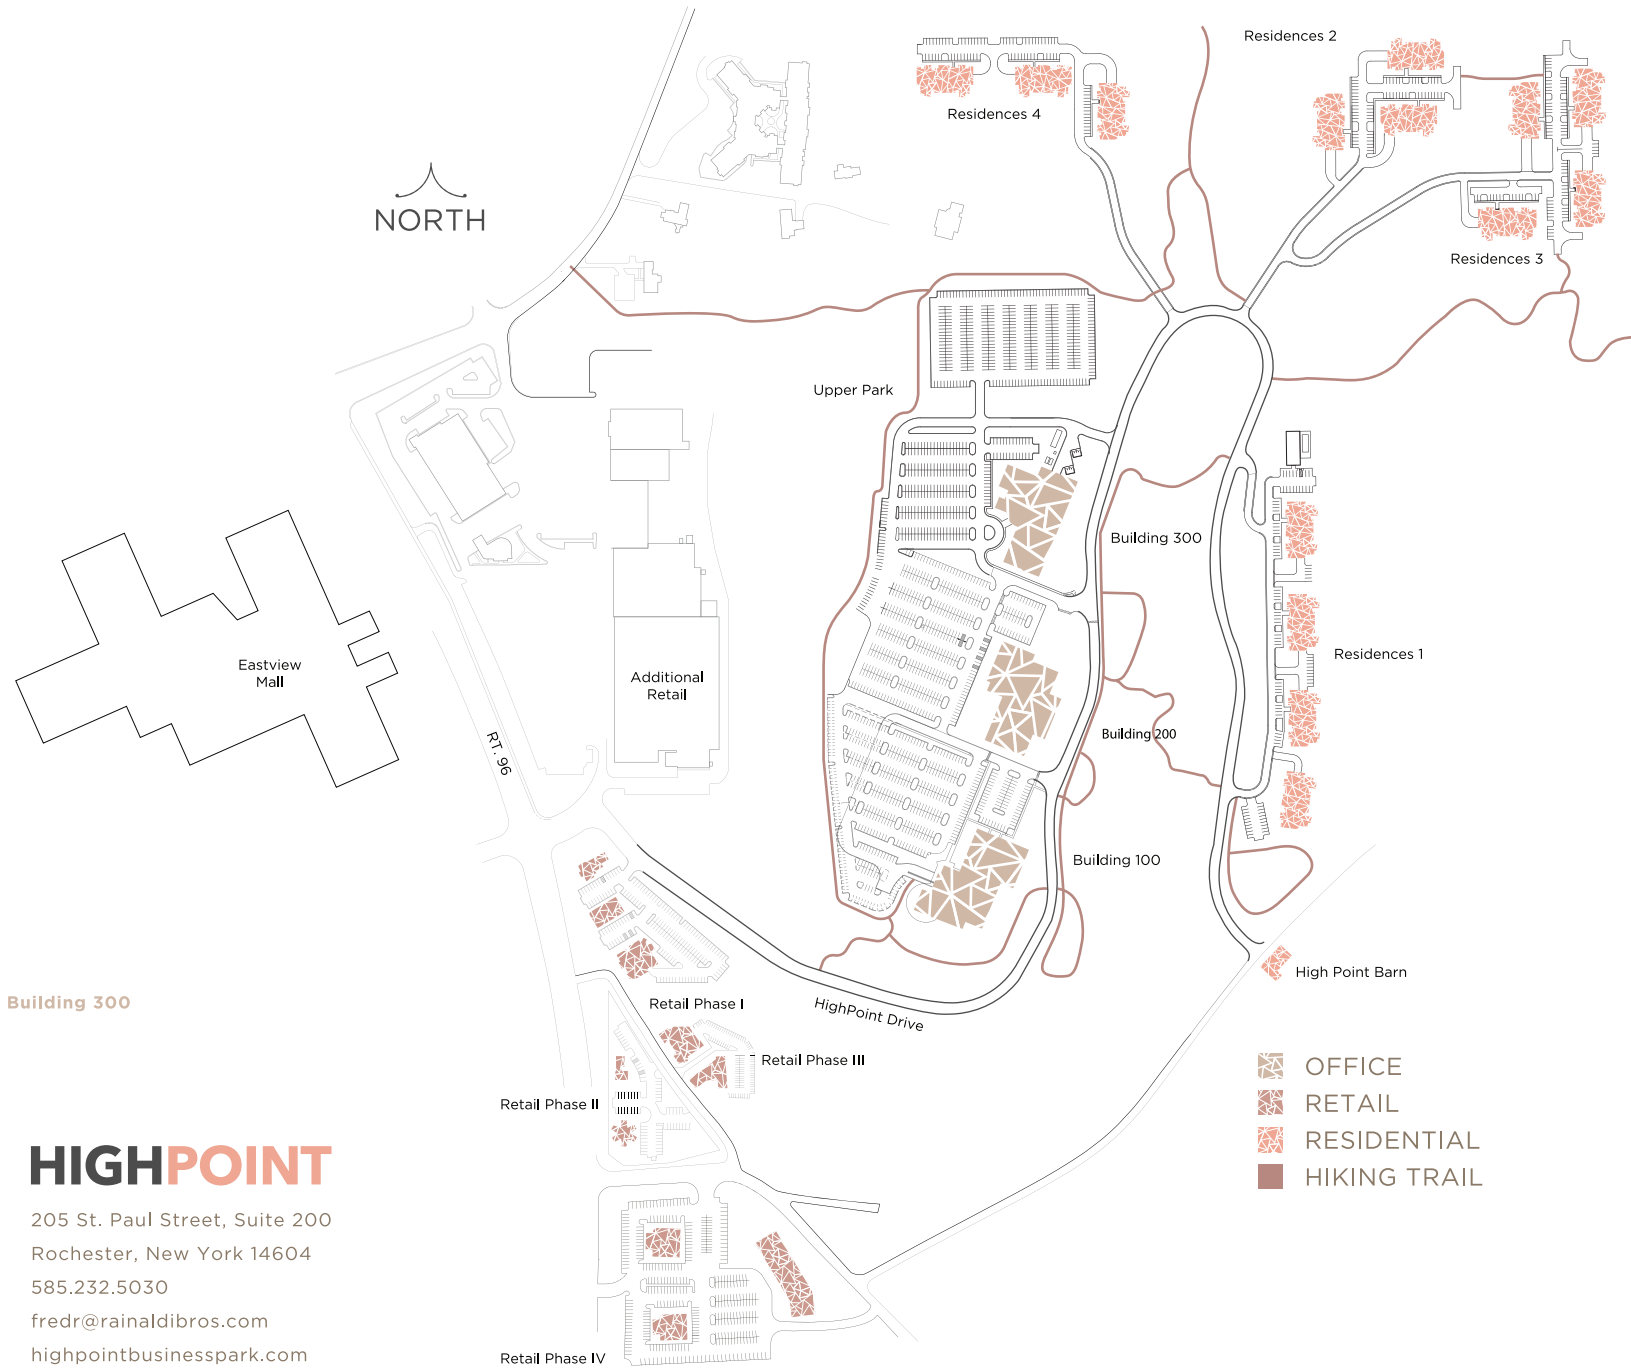 Residences 2
Residences 4
NORTH
Residences 3
Upper Park
Building 300
Eastview
Mall
Additional
Retail
Residences 1
RT. 96
Building 200
Building 100
High Point Barn
Building 300
Retail Phase I
HighPoint Drive
Retail Phase III
Retail Phase II
OFFICE
RETAIL
RESIDENTIAL
HIKING TRAIL
HIGHPOINT
205 St. Paul Street, Suite 200
Rochester, New York 14604
585.232.5030
fredr@rainaldibros.com
highpointbusinesspark.com
Retail Phase IV